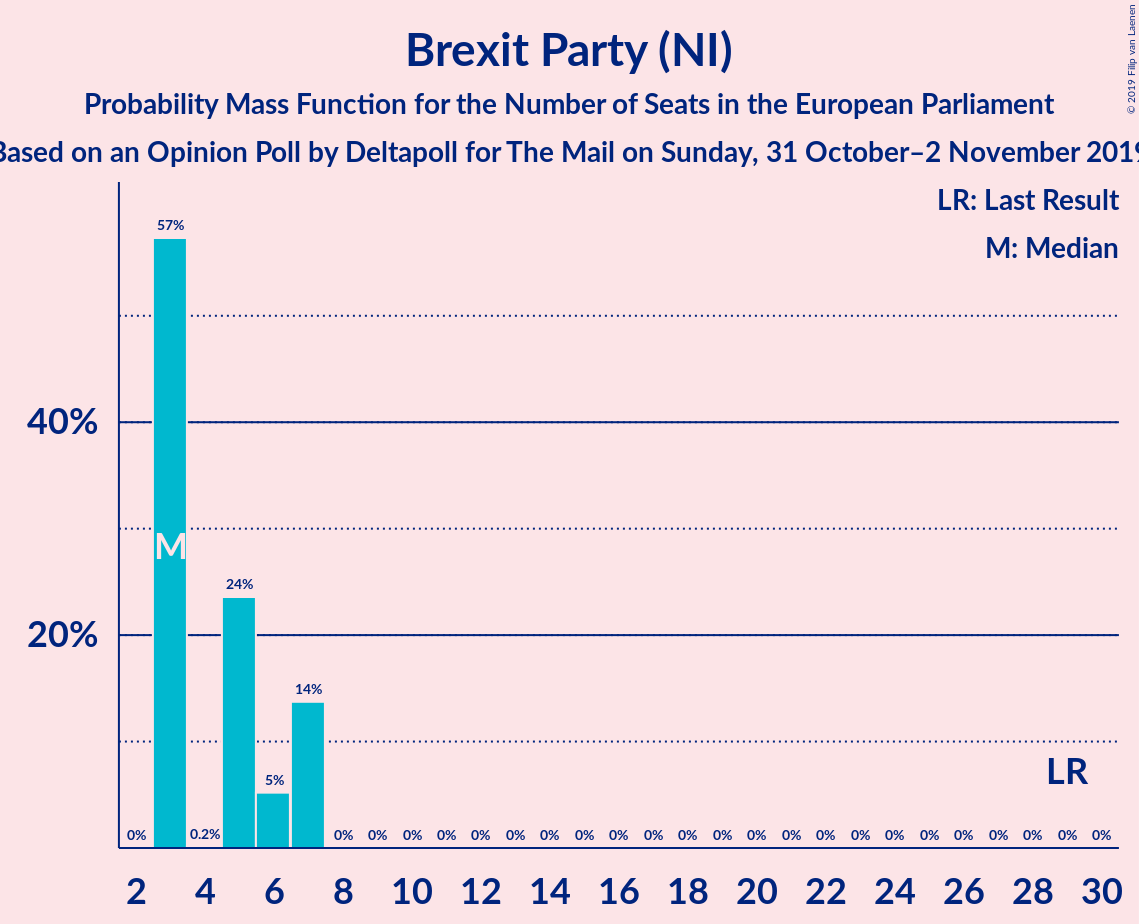 Brexit Party (NI)
Probability Mass Function for the Number of Seats in the European Parliament
Based on an Opinion Poll by Deltapoll for The Mail on Sunday, 31 October–2 November 2019
© 2019 Filip van Laenen
LR: Last Result
M: Median
57%
40%
M
24%
20%
14%
LR
5%
0% 0.2% 0% 0% 0% 0% 0% 0% 0% 0% 0% 0% 0% 0% 0% 0% 0% 0% 0% 0% 0% 0% 0% 0% 0%
2 4 6 8 10 12 14 16 18 20 22 24 26 28 30